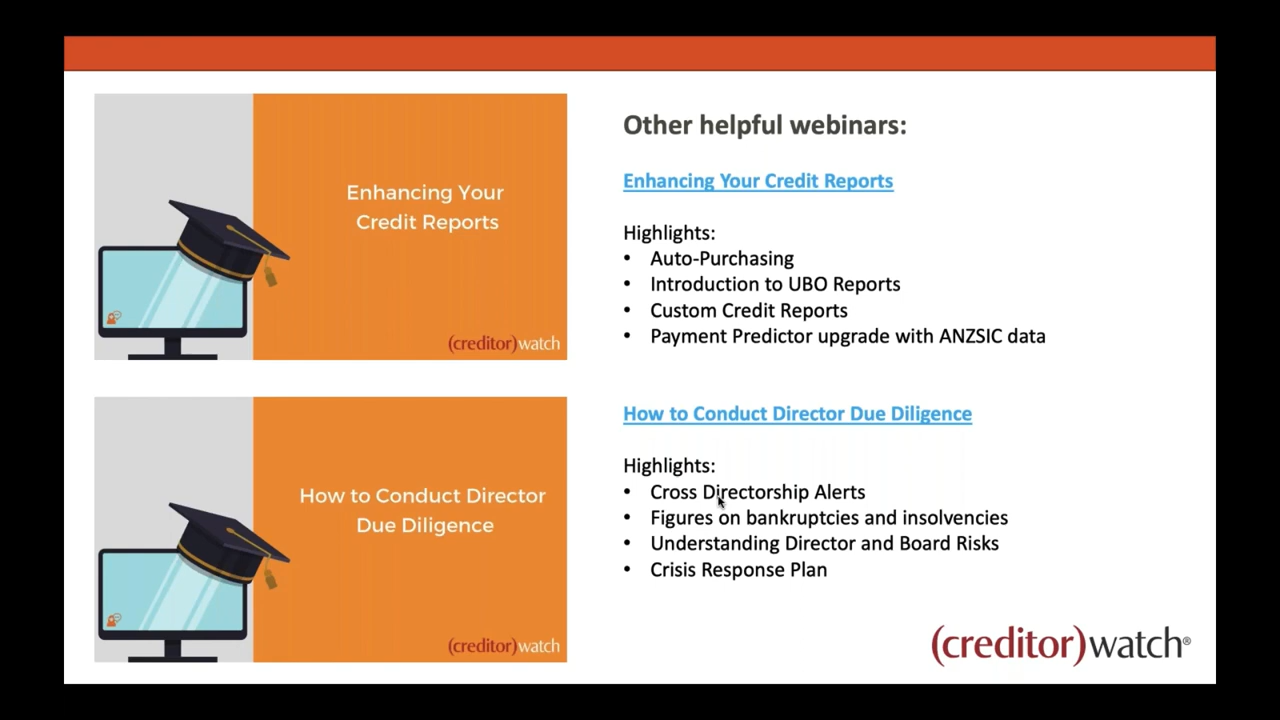 Enhancing Your
Credit Reports
(creditor)watch
Other helpful webinars:
Enhancing Your Credit Reports
Highlights:
• Auto-Purchasing
• Introduction to UBO Reports
• Custom Credit Reports
• Payment Predictor upgrade with ANZSIC data
How to Conduct Director
Due Diligence
(creditor)watch
How to Conduct Director Due Diligence
Highlights:
• Cross Directorship Alerts
• Figures on bankruptcies and insolvencies
• Understanding Director and Board Risks
• Crisis Response Plan
(creditor)watch®